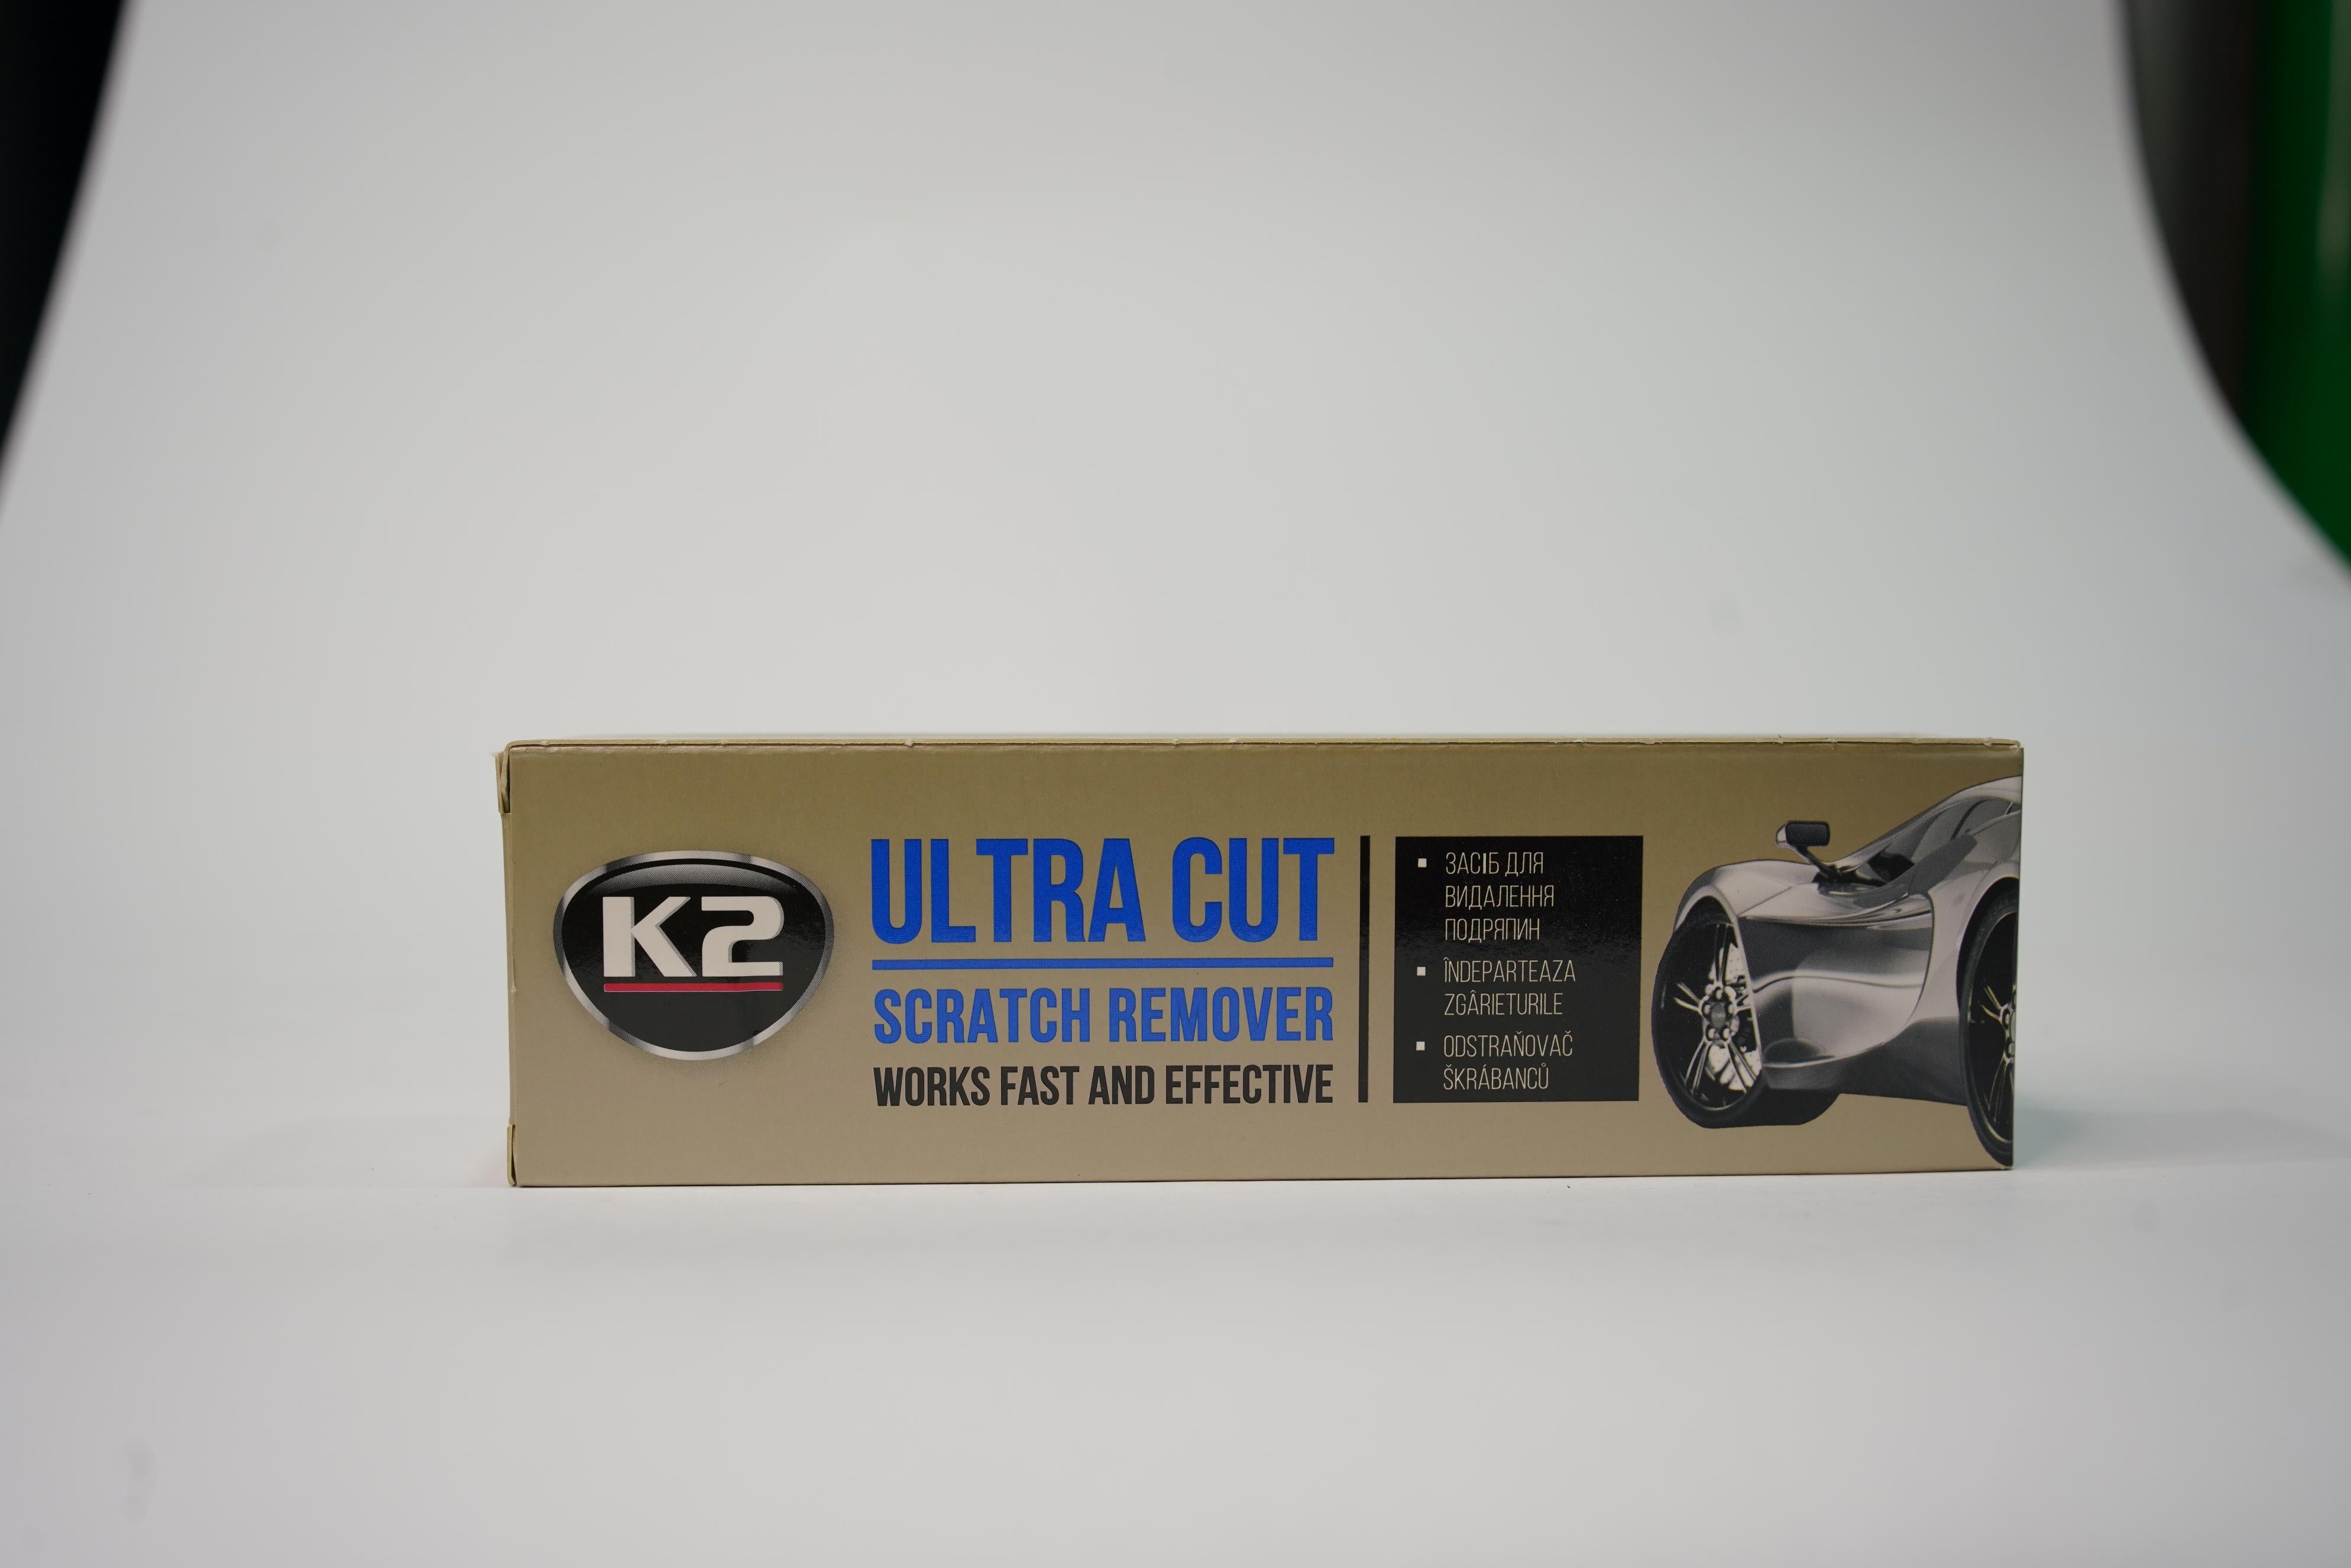 K2
ULTRA CUT
SCRATCH REMOVER
WORKS FAST AND EFFECTIVE
▪ ЗАСІБ ДЛЯ
ВИДАЛЕННЯ
ПОДРЯПИН
▪ ÎNDEPARTEAZA
ZGÂRIETURILE
▪ ODSTRAŇOVAČ
ŠKRÁBANCŮ